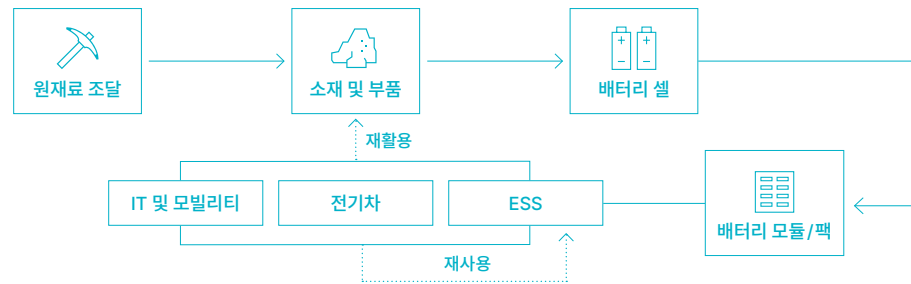 원재료 조달
소재 및 부품
배터리 셀
재활용
IT 및 모빌리티
전기차
ESS
배터리 모듈/팩
재사용